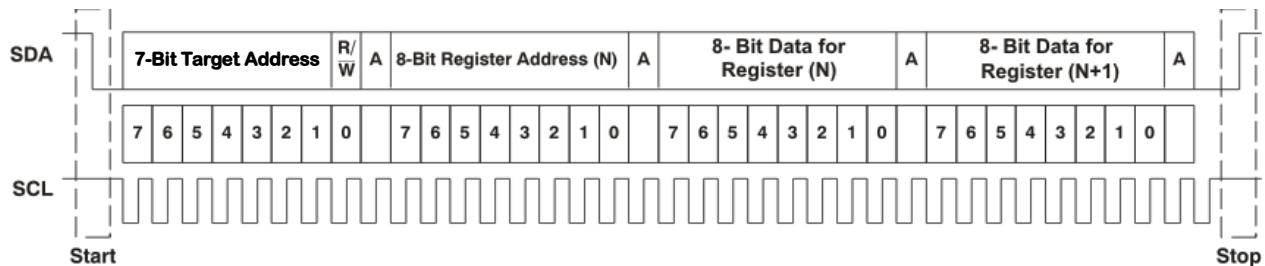 SDA
7-Bit Target Address
R/
W
A
8-Bit Register Address (N)
A
8- Bit Data for
Register (N)
A
8- Bit Data for
Register (N+1)
A
7 6 5 4 3 2 1 0 7 6 5 4 3 2 1 0 7 6 5 4 3 2 1 0 7 6 5 4 3 2 1 0
SCL
Start
Stop